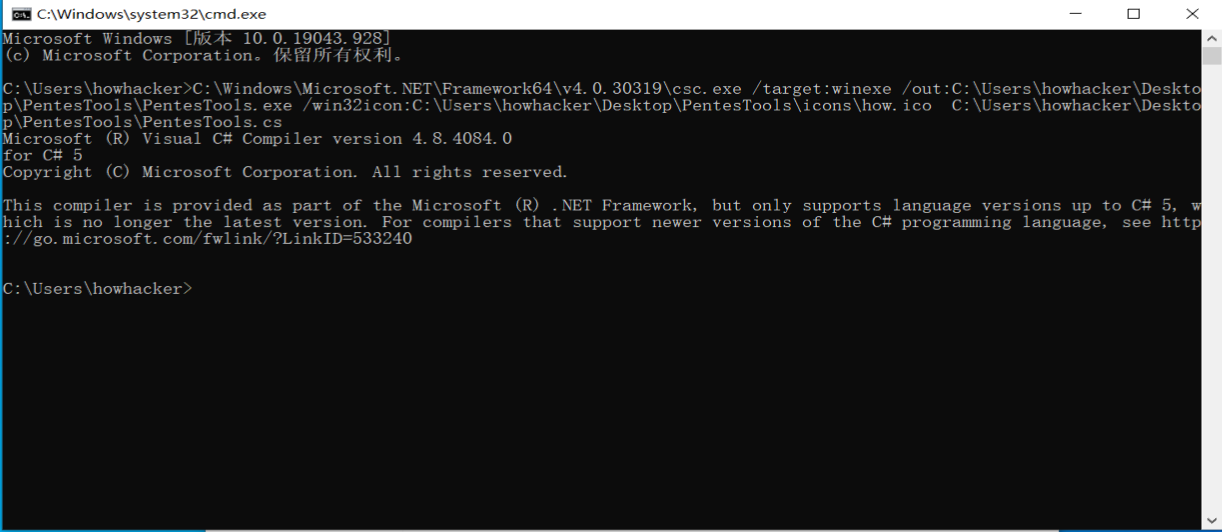 C:\Windows\system32\cmd.exe
Microsoft Windows [版本 10.0.19043.928]
(c) Microsoft Corporation。保留所有权利。
C:\Users\howhacker>C:\Windows\Microsoft.NET\Framework64\v4.0.30319\csc.exe /target:winexe /out:C:\Users\howhacker\Deskto
p\PentesTools\PentesTools.exe /win32icon:C:\Users\howhacker\Desktop\PentesTools\icons\how.ico  C:\Users\howhacker\Deskto
p\PentesTools\PentesTools.cs
Microsoft (R) Visual C# Compiler version 4.8.4084.0
for C# 5
Copyright (C) Microsoft Corporation. All rights reserved.
This compiler is provided as part of the Microsoft (R) .NET Framework, but only supports language versions up to C# 5, w
hich is no longer the latest version. For compilers that support newer versions of the C# programming language, see http
://go.microsoft.com/fwlink/?LinkID=533240
C:\Users\howhacker>